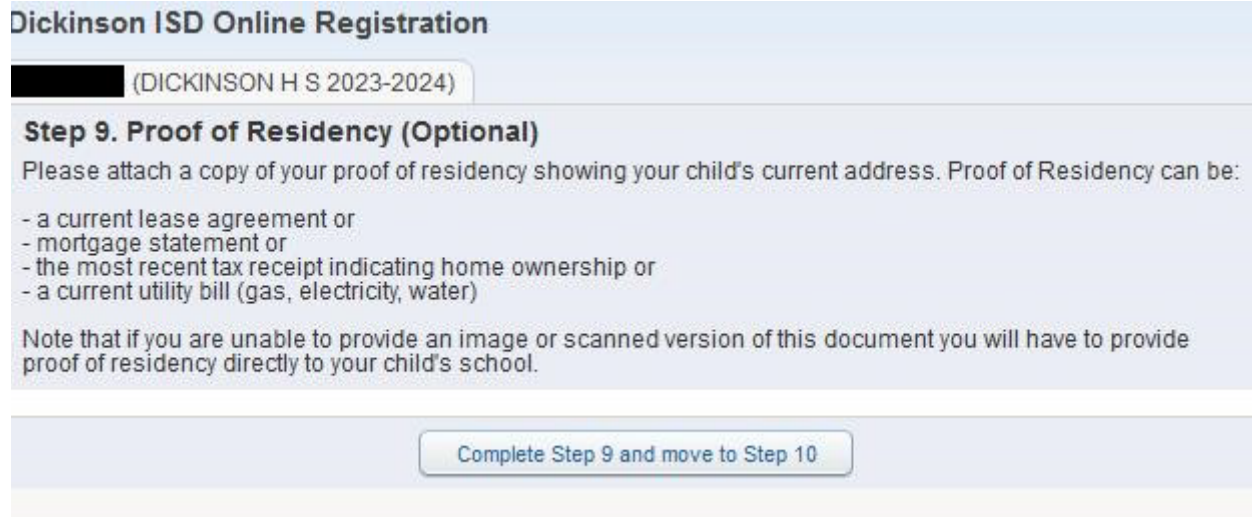 Dickinson ISD Online Registration
(DICKINSON H S 2023-2024)
Step 9. Proof of Residency (Optional)
Please attach a copy of your proof of residency showing your child's current address. Proof of Residency can be:
- a current lease agreement or
- mortgage statement or
- the most recent tax receipt indicating home ownership or
- a current utility bill (gas, electricity, water)
Note that if you are unable to provide an image or scanned version of this document you will have to provide
proof of residency directly to your child's school.
Complete Step 9 and move to Step 10